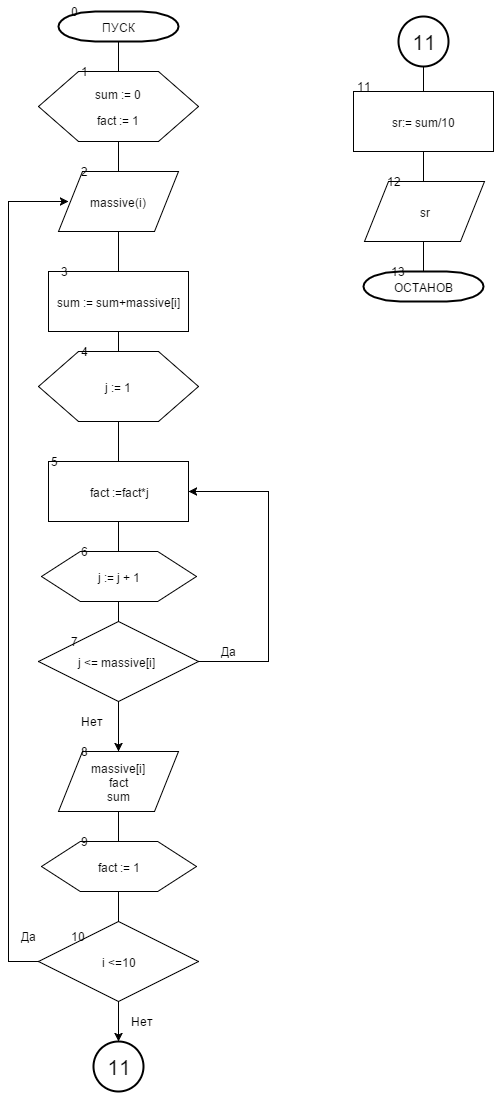 0
ПУСК
1
sum := 0
fact := 1
2
massive(i)
3
sum := sum+massive[i]
4
j := 1
5
fact :=fact*j
6
j := j + 1
7
j <= massive[i]
Да
Нет
8
massive[i]
fact
sum
9
fact := 1
Да
10
i <=10
Нет
11
11
11
sr:= sum/10
12
sr
13
ОСТАНОВ